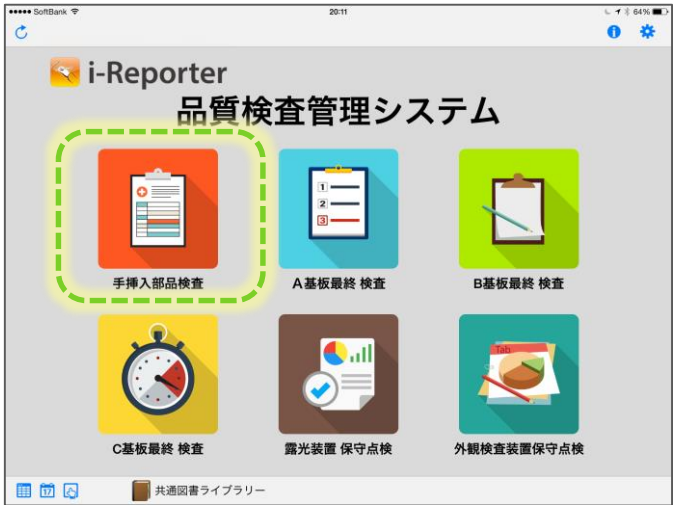 SoftBank 20:11 64%
i-Reporter
品質検査管理システム
1
2
3
手挿入部品検査
A基板最終 検査
B基板最終 検査
Tab
C基板最終 検査
露光装置 保守点検
外観検査装置保守点検
17
共通図書ライブラリー